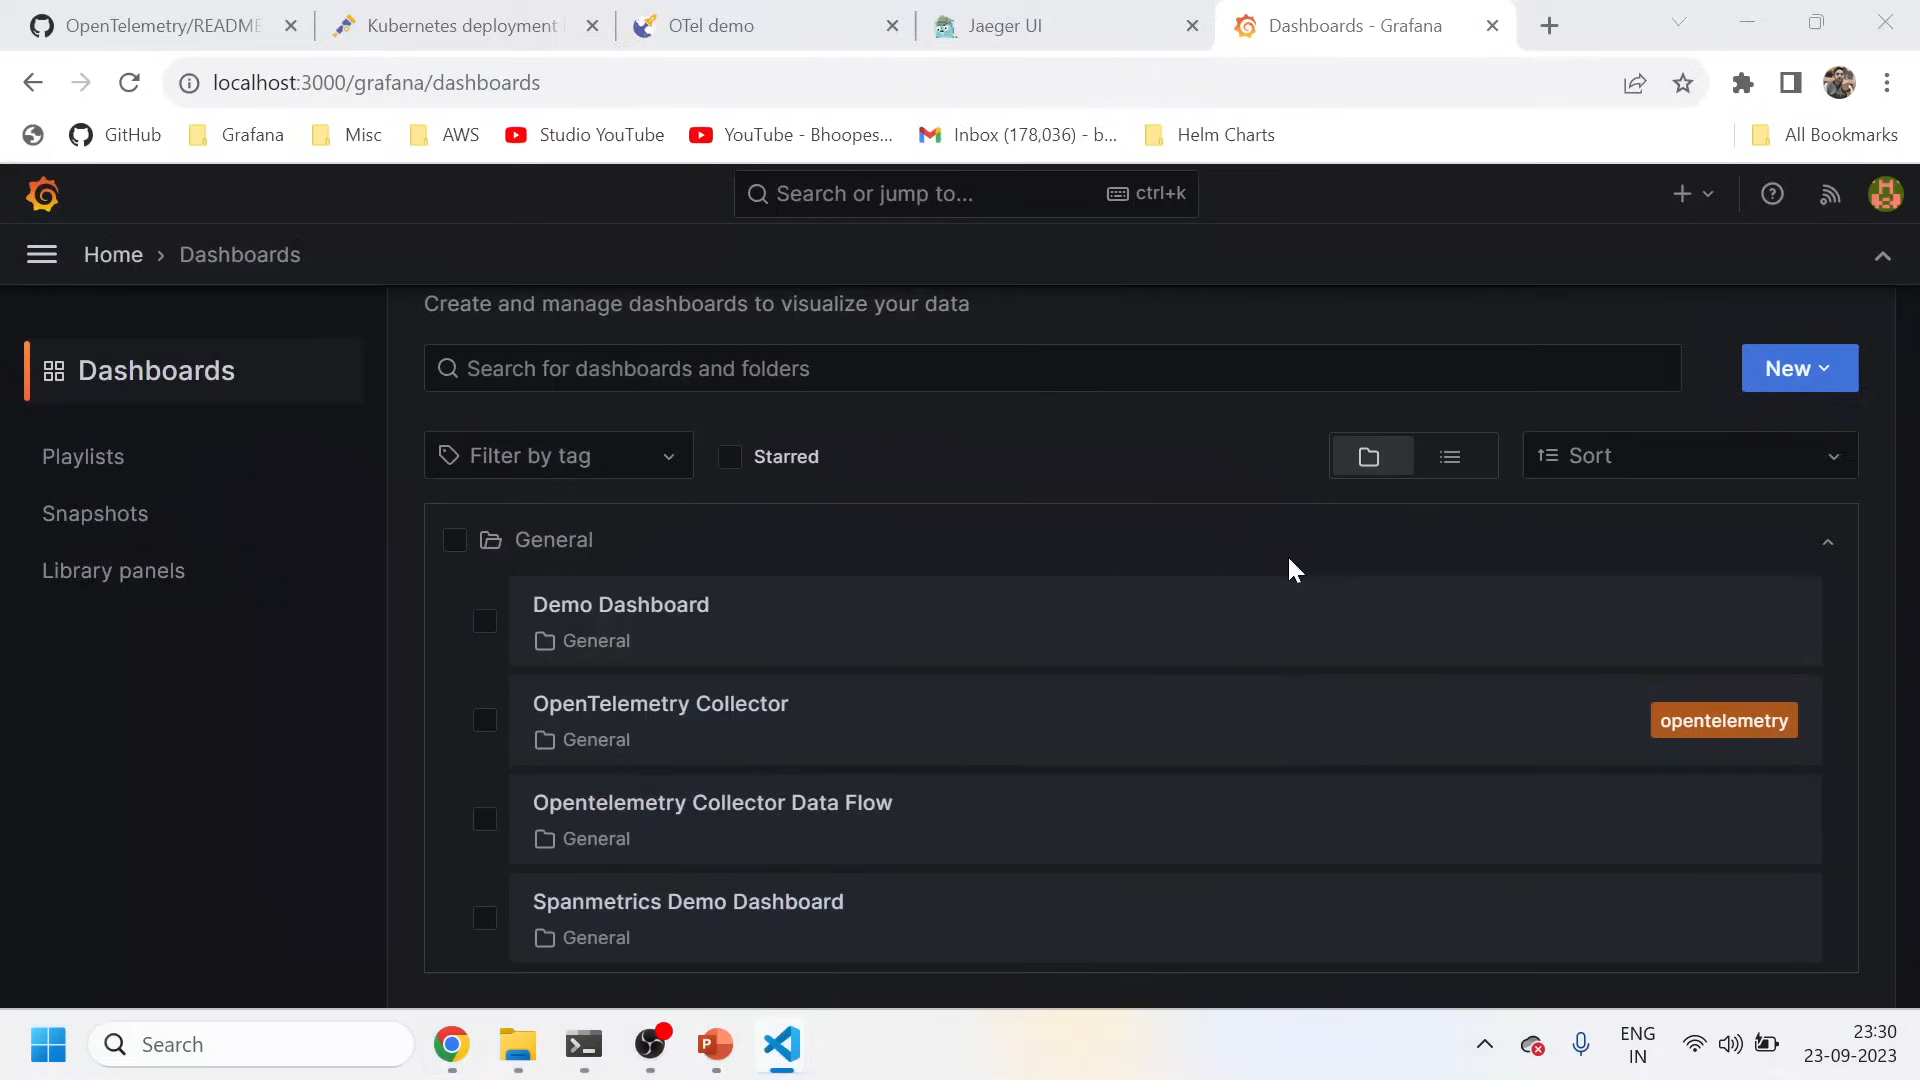 OpenTelemetry/README
Kubernetes deployment
OTel demo
Jaeger UI
Dashboards - Grafana
localhost:3000/grafana/dashboards
GitHub
Grafana
Misc
AWS
Studio YouTube
YouTube - Bhoopes...
Inbox (178,036) - b...
Helm Charts
All Bookmarks
Search or jump to...
ctrl+k
Home › Dashboards
Create and manage dashboards to visualize your data
Dashboards
Search for dashboards and folders
New
Playlists
Filter by tag
Starred
Sort
Snapshots
Library panels
General
Demo Dashboard
General
OpenTelemetry Collector
General
opentelemetry
Opentelemetry Collector Data Flow
General
Spanmetrics Demo Dashboard
General
Search
ENG
IN
23:30
23-09-2023